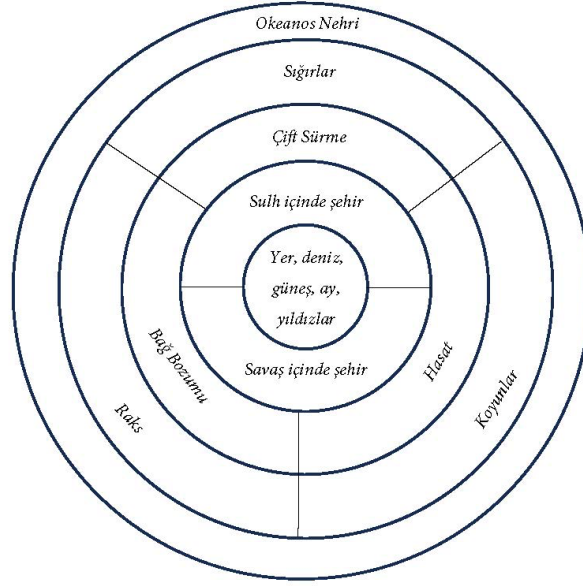 Okeanos Nehri
Sığırlar
Çift Sürme
Sulh içinde şehir
Yer, deniz,
güneş, ay,
yıldızlar
Savaş içinde şehir
Bağ Bozumu
Hasat
Raks
Koyunlar